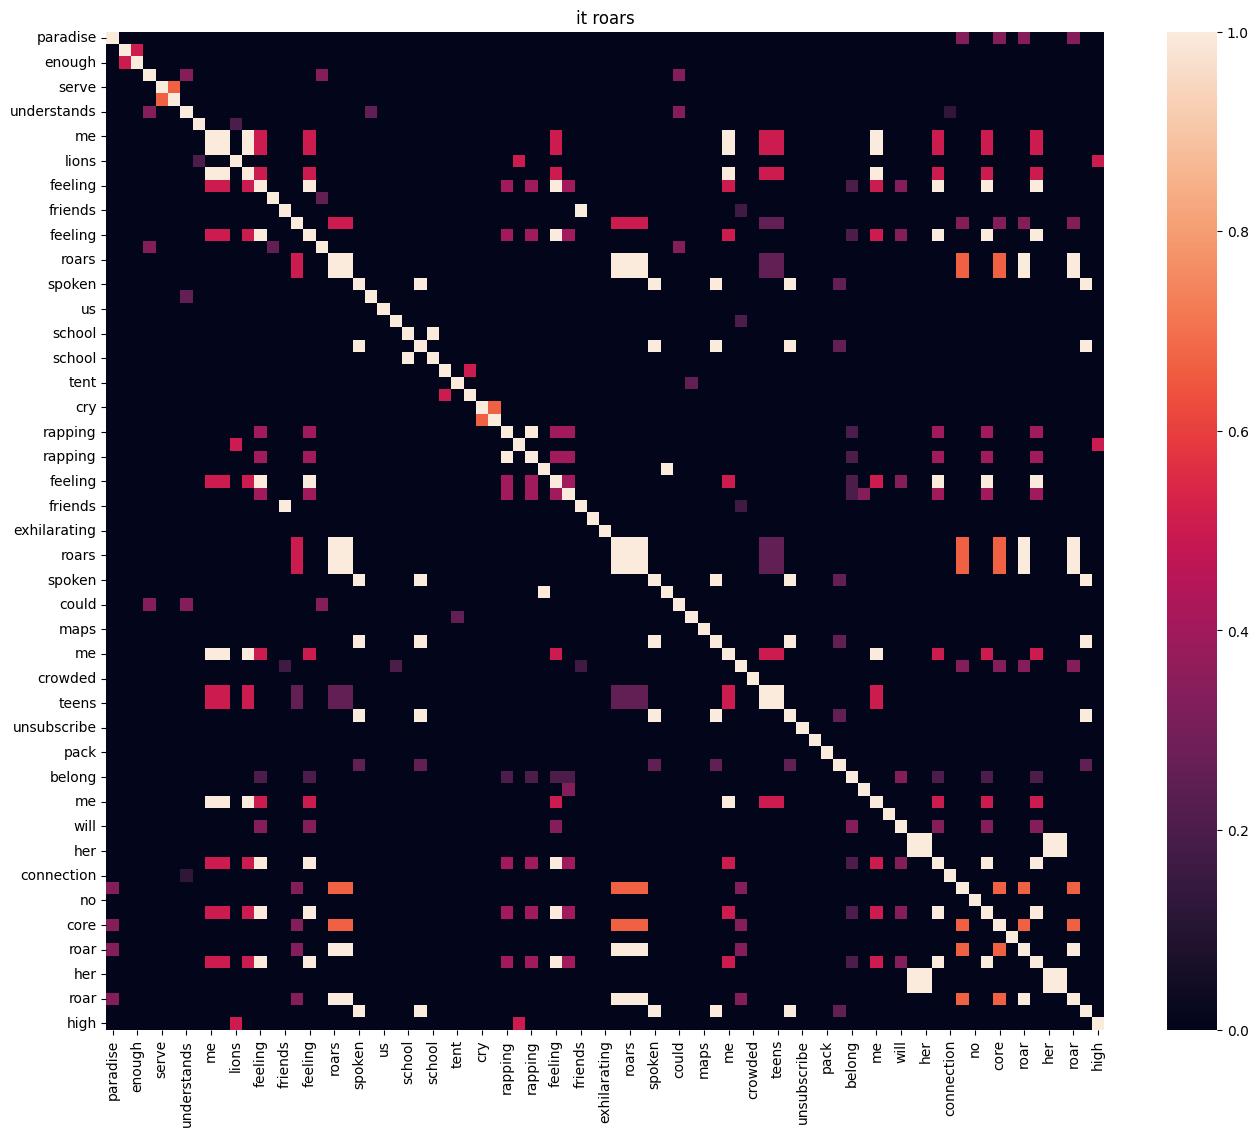 it roars
paradise
enough
serve
understands
me
lions
feeling
friends
feeling
roars
spoken
us
school
school
tent
cry
rapping
rapping
feeling
friends
exhilarating
roars
spoken
could
maps
me
crowded
teens
unsubscribe
pack
belong
me
will
her
connection
no
core
roar
her
roar
high
1.0
0.8
0.6
0.4
0.2
0.0
paradise
enough
serve
understands
me
lions
feeling
friends
feeling
roars
spoken
us
school
school
tent
cry
rapping
rapping
feeling
friends
exhilarating
roars
spoken
could
maps
me
crowded
teens
unsubscribe
pack
belong
me
will
her
connection
no
core
roar
her
roar
high